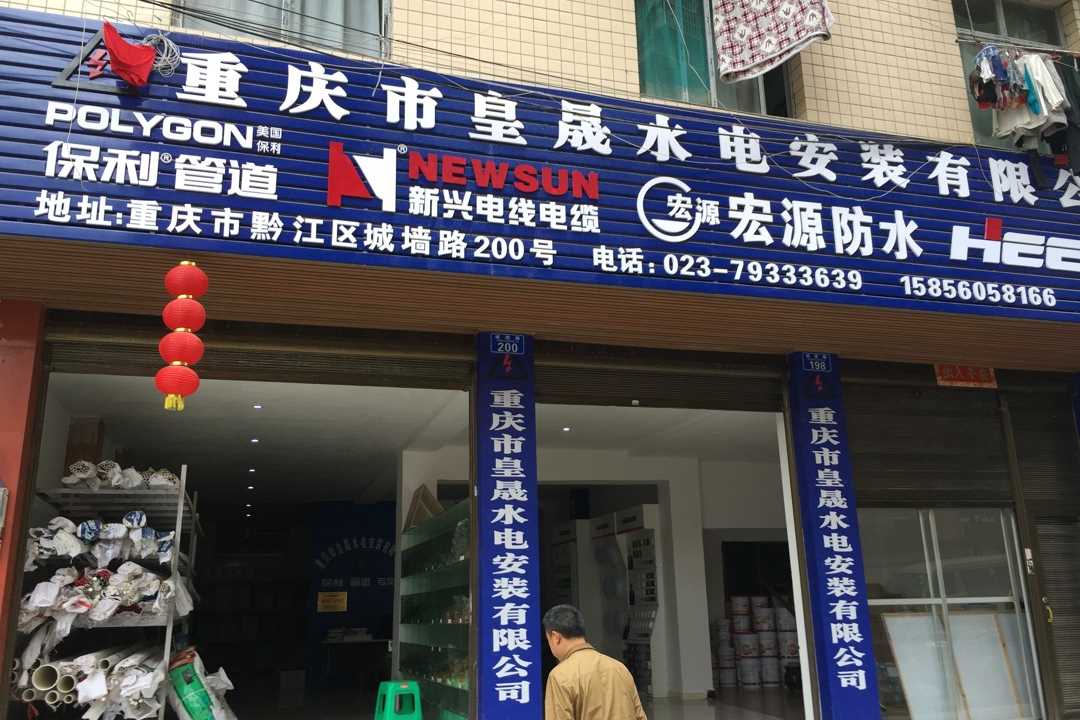 重庆市皇晟水电安装有限公
POLYGON 美国保利
保利® 管道
NEWSUN®
新兴电线电缆
宏源 宏源防水
HEE
地址:重庆市黔江区城墙路200号
电话:023-79333639 15856058166
200
重庆市皇晟水电安装有限公司
198
重庆市皇晟水电安装有限公司
保利 管道